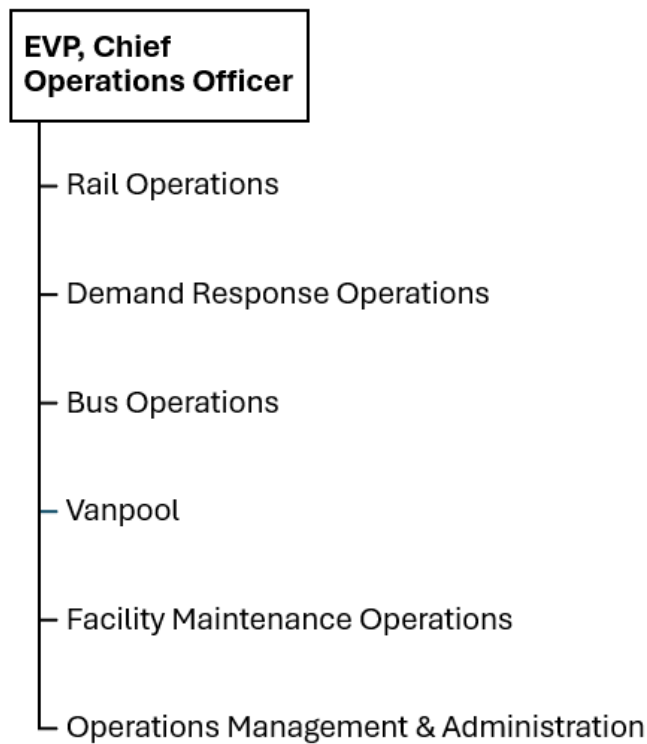 EVP, Chief
Operations Officer
Rail Operations
Demand Response Operations
Bus Operations
Vanpool
Facility Maintenance Operations
Operations Management & Administration